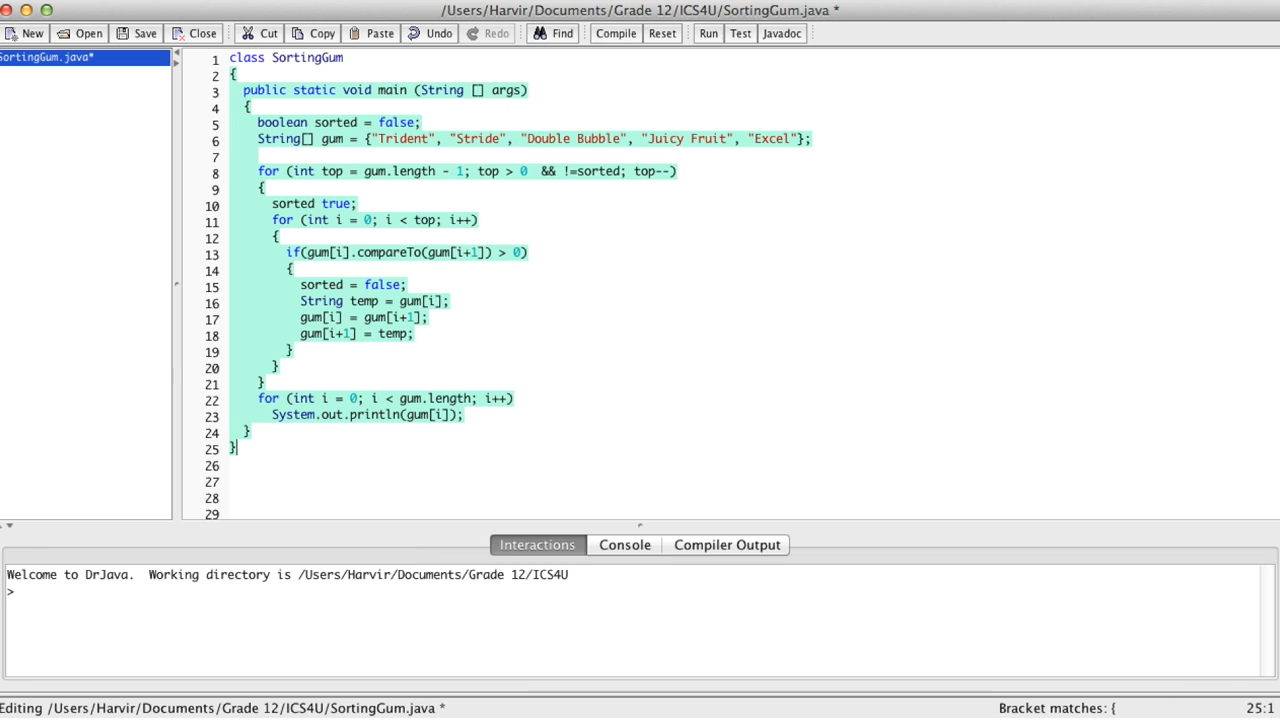 /Users/Harvir/Documents/Grade 12/ICS4U/SortingGum.java *
New Open Save Close Cut Copy Paste Undo Redo Find Compile Reset Run Test Javadoc
SortingGum.java*
1 class SortingGum
2 {
3 public static void main (String [] args)
4 {
5 boolean sorted = false;
6 String[] gum = {"Trident", "Stride", "Double Bubble", "Juicy Fruit", "Excel"};
7
8 for (int top = gum.length - 1; top > 0  && !=sorted; top--)
9 {
10 sorted true;
11 for (int i = 0; i < top; i++)
12 {
13 if(gum[i].compareTo(gum[i+1]) > 0)
14 {
15 sorted = false;
16 String temp = gum[i];
17 gum[i] = gum[i+1];
18 gum[i+1] = temp;
19 }
20 }
21 }
22 for (int i = 0; i < gum.length; i++)
23 System.out.println(gum[i]);
24 }
25 }
26
27
28
29
Interactions Console Compiler Output
Welcome to DrJava.  Working directory is /Users/Harvir/Documents/Grade 12/ICS4U
>
Editing /Users/Harvir/Documents/Grade 12/ICS4U/SortingGum.java * Bracket matches: { 25:1